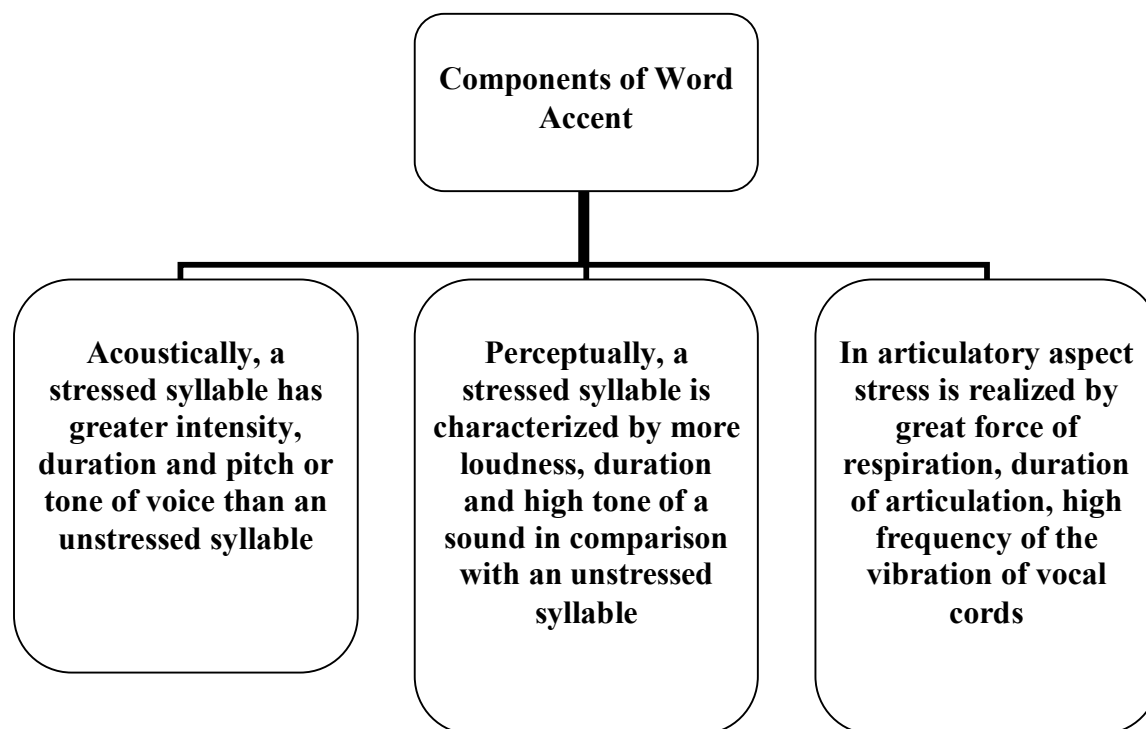 Components of Word
Accent
Acoustically, a
stressed syllable has
greater intensity,
duration and pitch or
tone of voice than an
unstressed syllable
Perceptually, a
stressed syllable is
characterized by more
loudness, duration
and high tone of a
sound in comparison
with an unstressed
syllable
In articulatory aspect
stress is realized by
great force of
respiration, duration
of articulation, high
frequency of the
vibration of vocal
cords